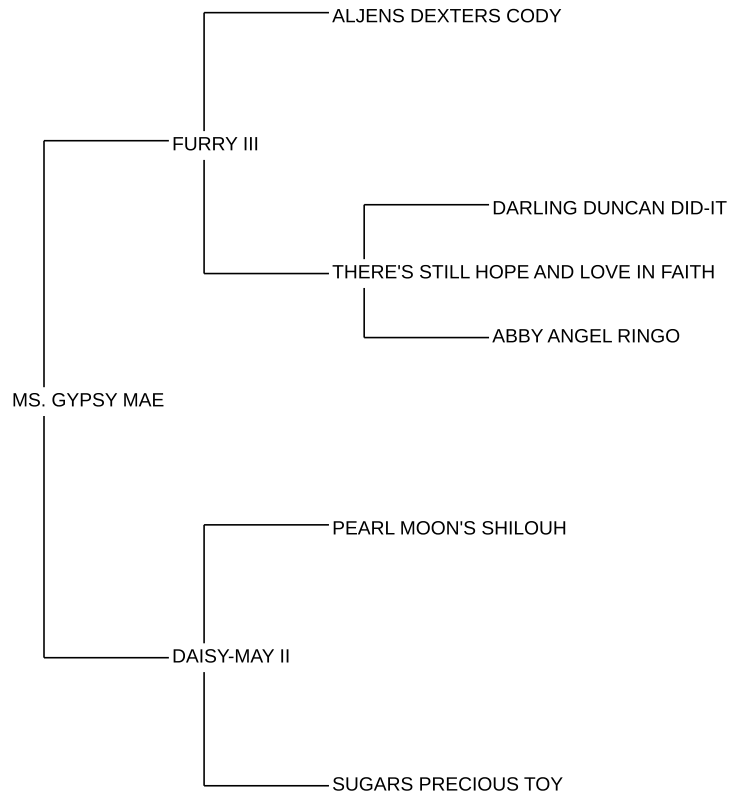 ALJENS DEXTERS CODY
FURRY III
DARLING DUNCAN DID-IT
THERE'S STILL HOPE AND LOVE IN FAITH
ABBY ANGEL RINGO
MS. GYPSY MAE
PEARL MOON'S SHILOUH
DAISY-MAY II
SUGARS PRECIOUS TOY